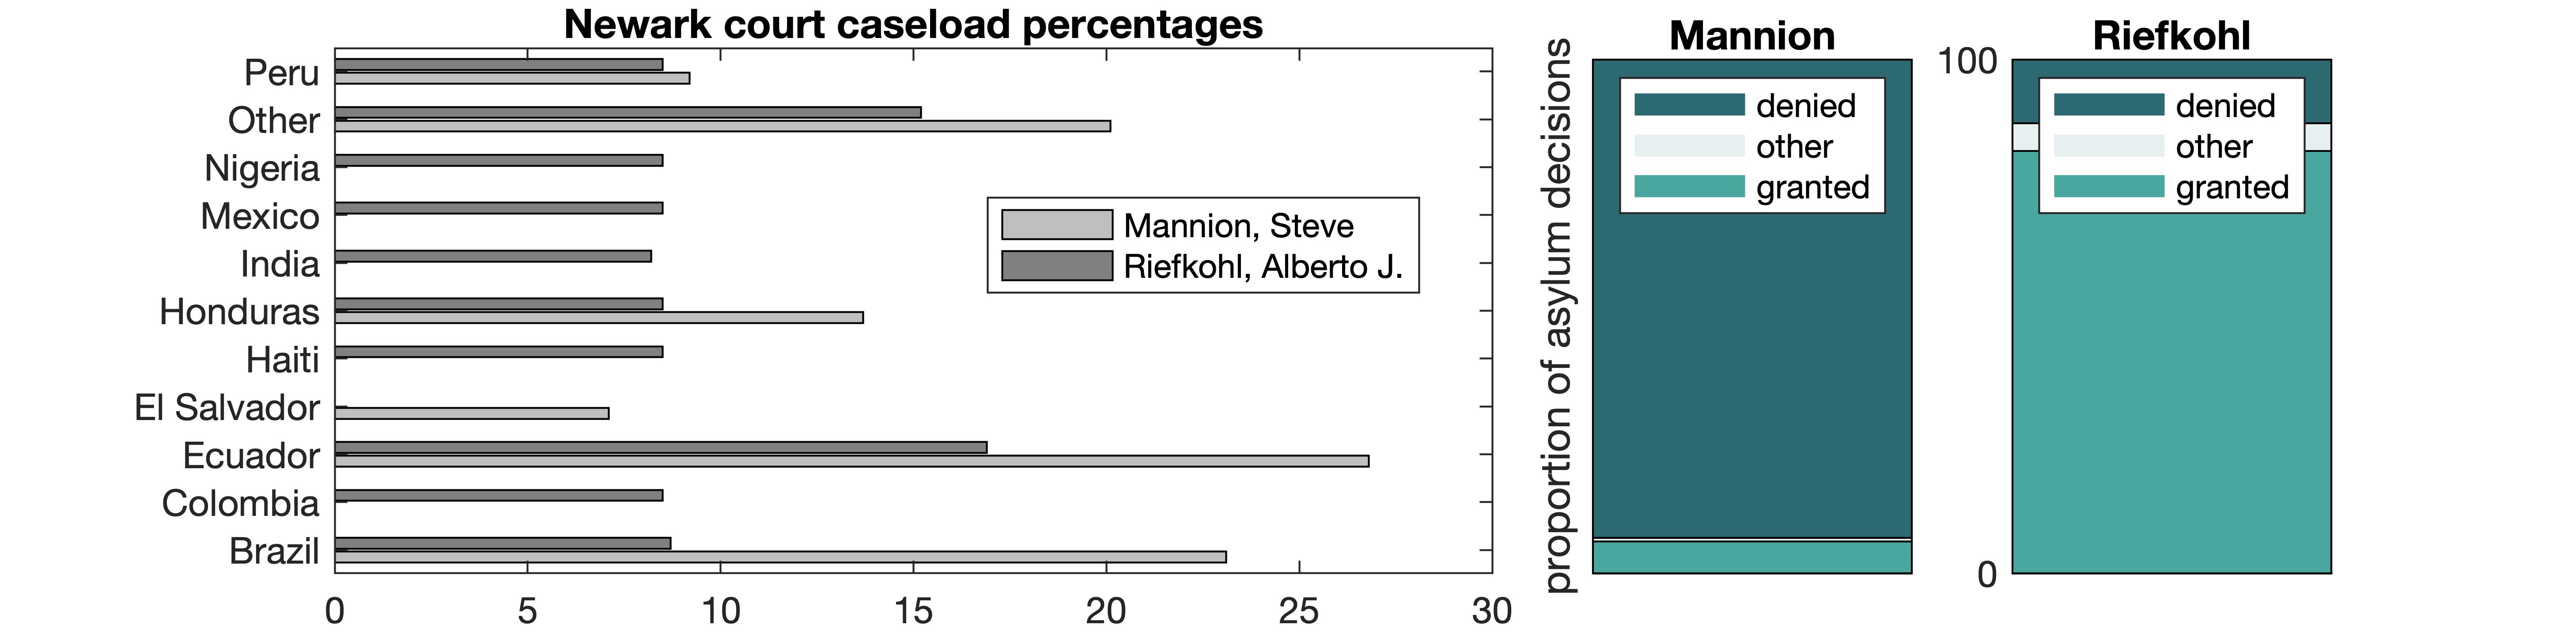 Newark court caseload percentages
Peru
Other
Nigeria
Mexico
India
Honduras
Haiti
El Salvador
Ecuador
Colombia
Brazil
0 5 10 15 20 25 30
Mannion, Steve
Riefkohl, Alberto J.
proportion of asylum decisions
Mannion
denied
other
granted
Riefkohl
100
0
denied
other
granted